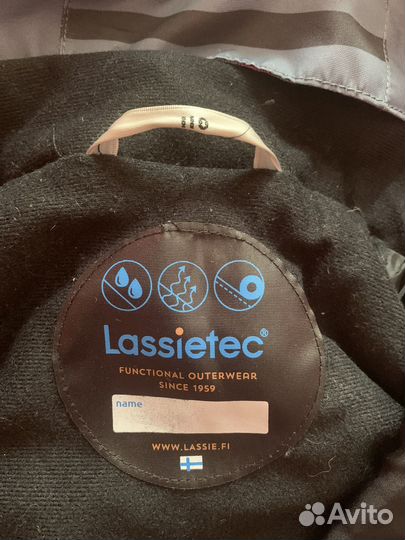 110
Lassietec®
FUNCTIONAL OUTERWEAR
SINCE 1959
name
WWW.LASSIE.FI
Avito